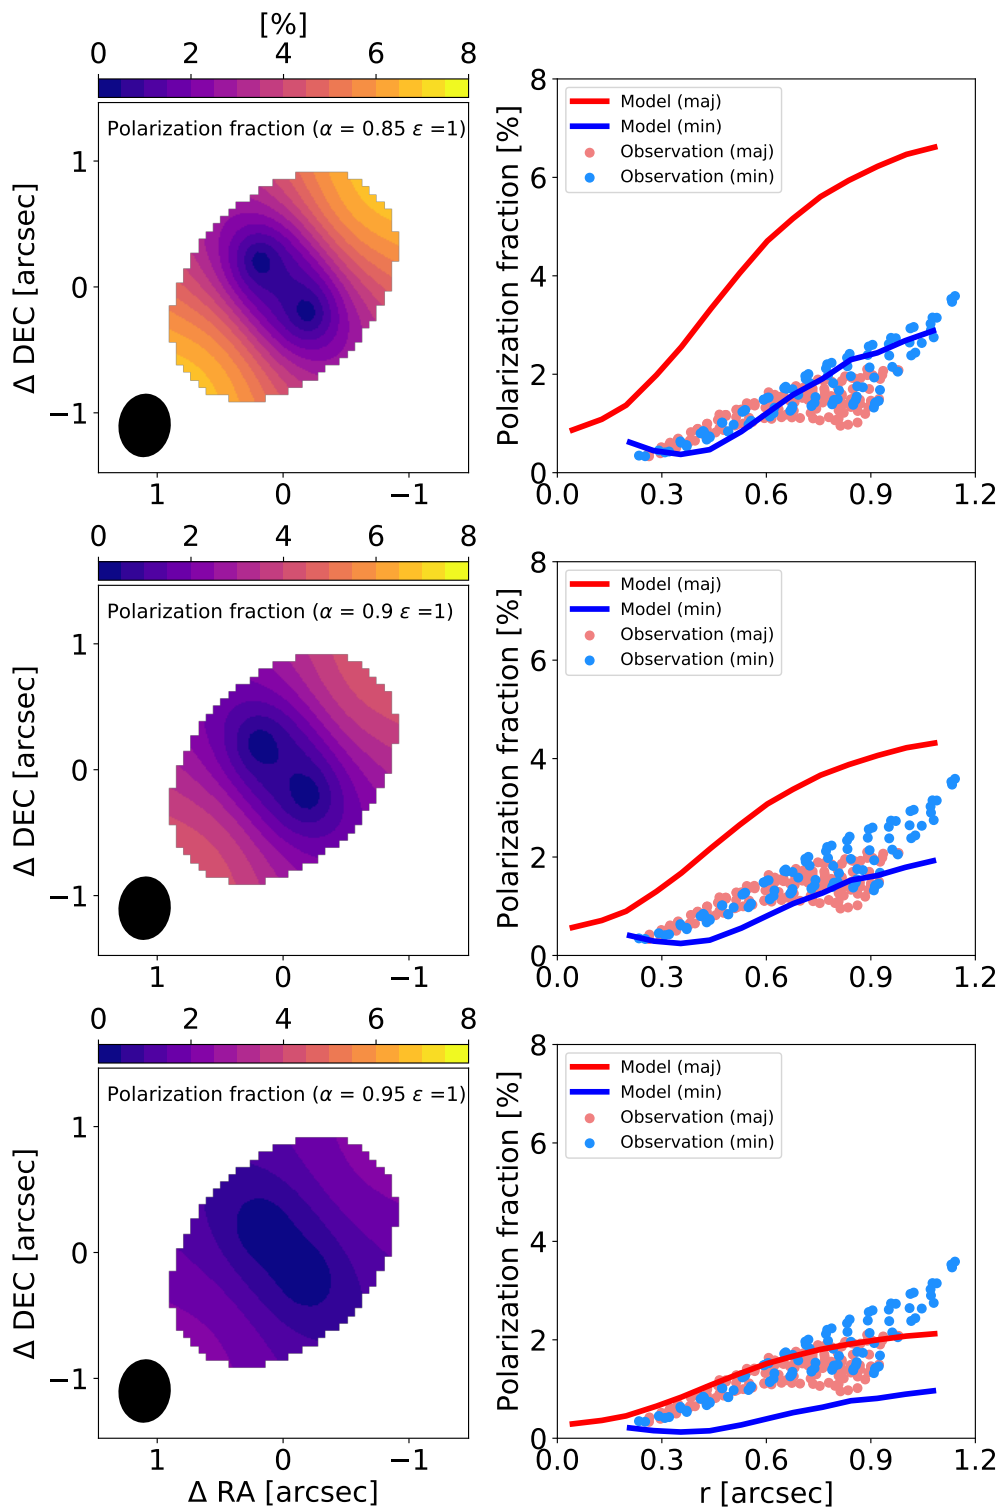 [%]
0 2 4 6 8
Polarization fraction (α = 0.85 ε =1)
Δ DEC [arcsec]
1
0
−1
1 0 −1
Polarization fraction [%]
8
6
4
2
0
Model (maj)
Model (min)
Observation (maj)
Observation (min)
0.0 0.3 0.6 0.9 1.2
0 2 4 6 8
Polarization fraction (α = 0.9 ε =1)
Δ DEC [arcsec]
1
0
−1
1 0 −1
Polarization fraction [%]
8
6
4
2
0
Model (maj)
Model (min)
Observation (maj)
Observation (min)
0.0 0.3 0.6 0.9 1.2
0 2 4 6 8
Polarization fraction (α = 0.95 ε =1)
Δ DEC [arcsec]
1
0
−1
1 0 −1
Δ RA [arcsec]
Polarization fraction [%]
8
6
4
2
0
Model (maj)
Model (min)
Observation (maj)
Observation (min)
0.0 0.3 0.6 0.9 1.2
r [arcsec]